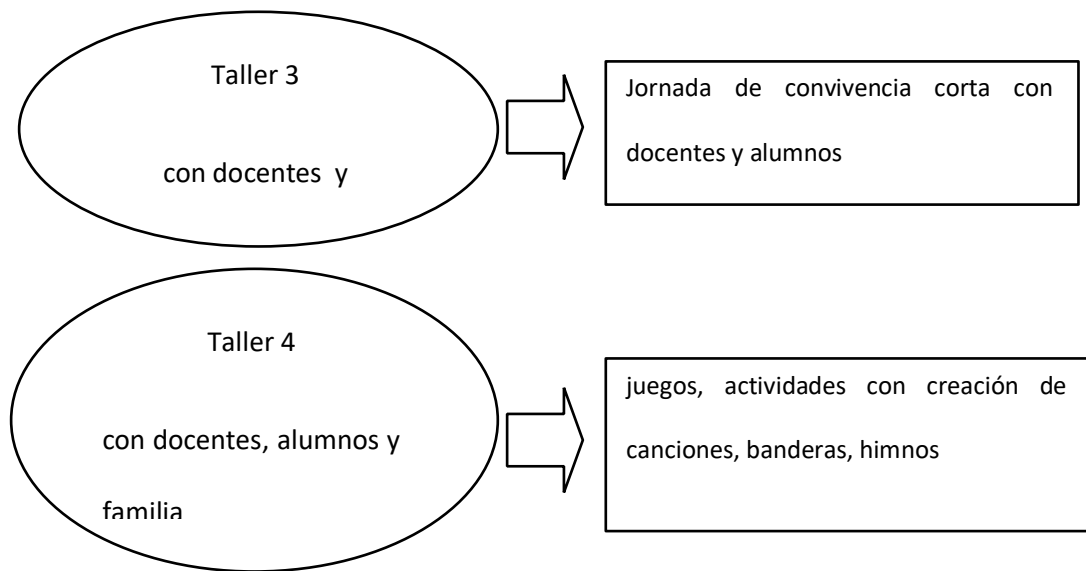 Taller 3
con docentes y
Jornada de convivencia corta con
docentes y alumnos
Taller 4
con docentes, alumnos y
familia
juegos, actividades con creación de
canciones, banderas, himnos